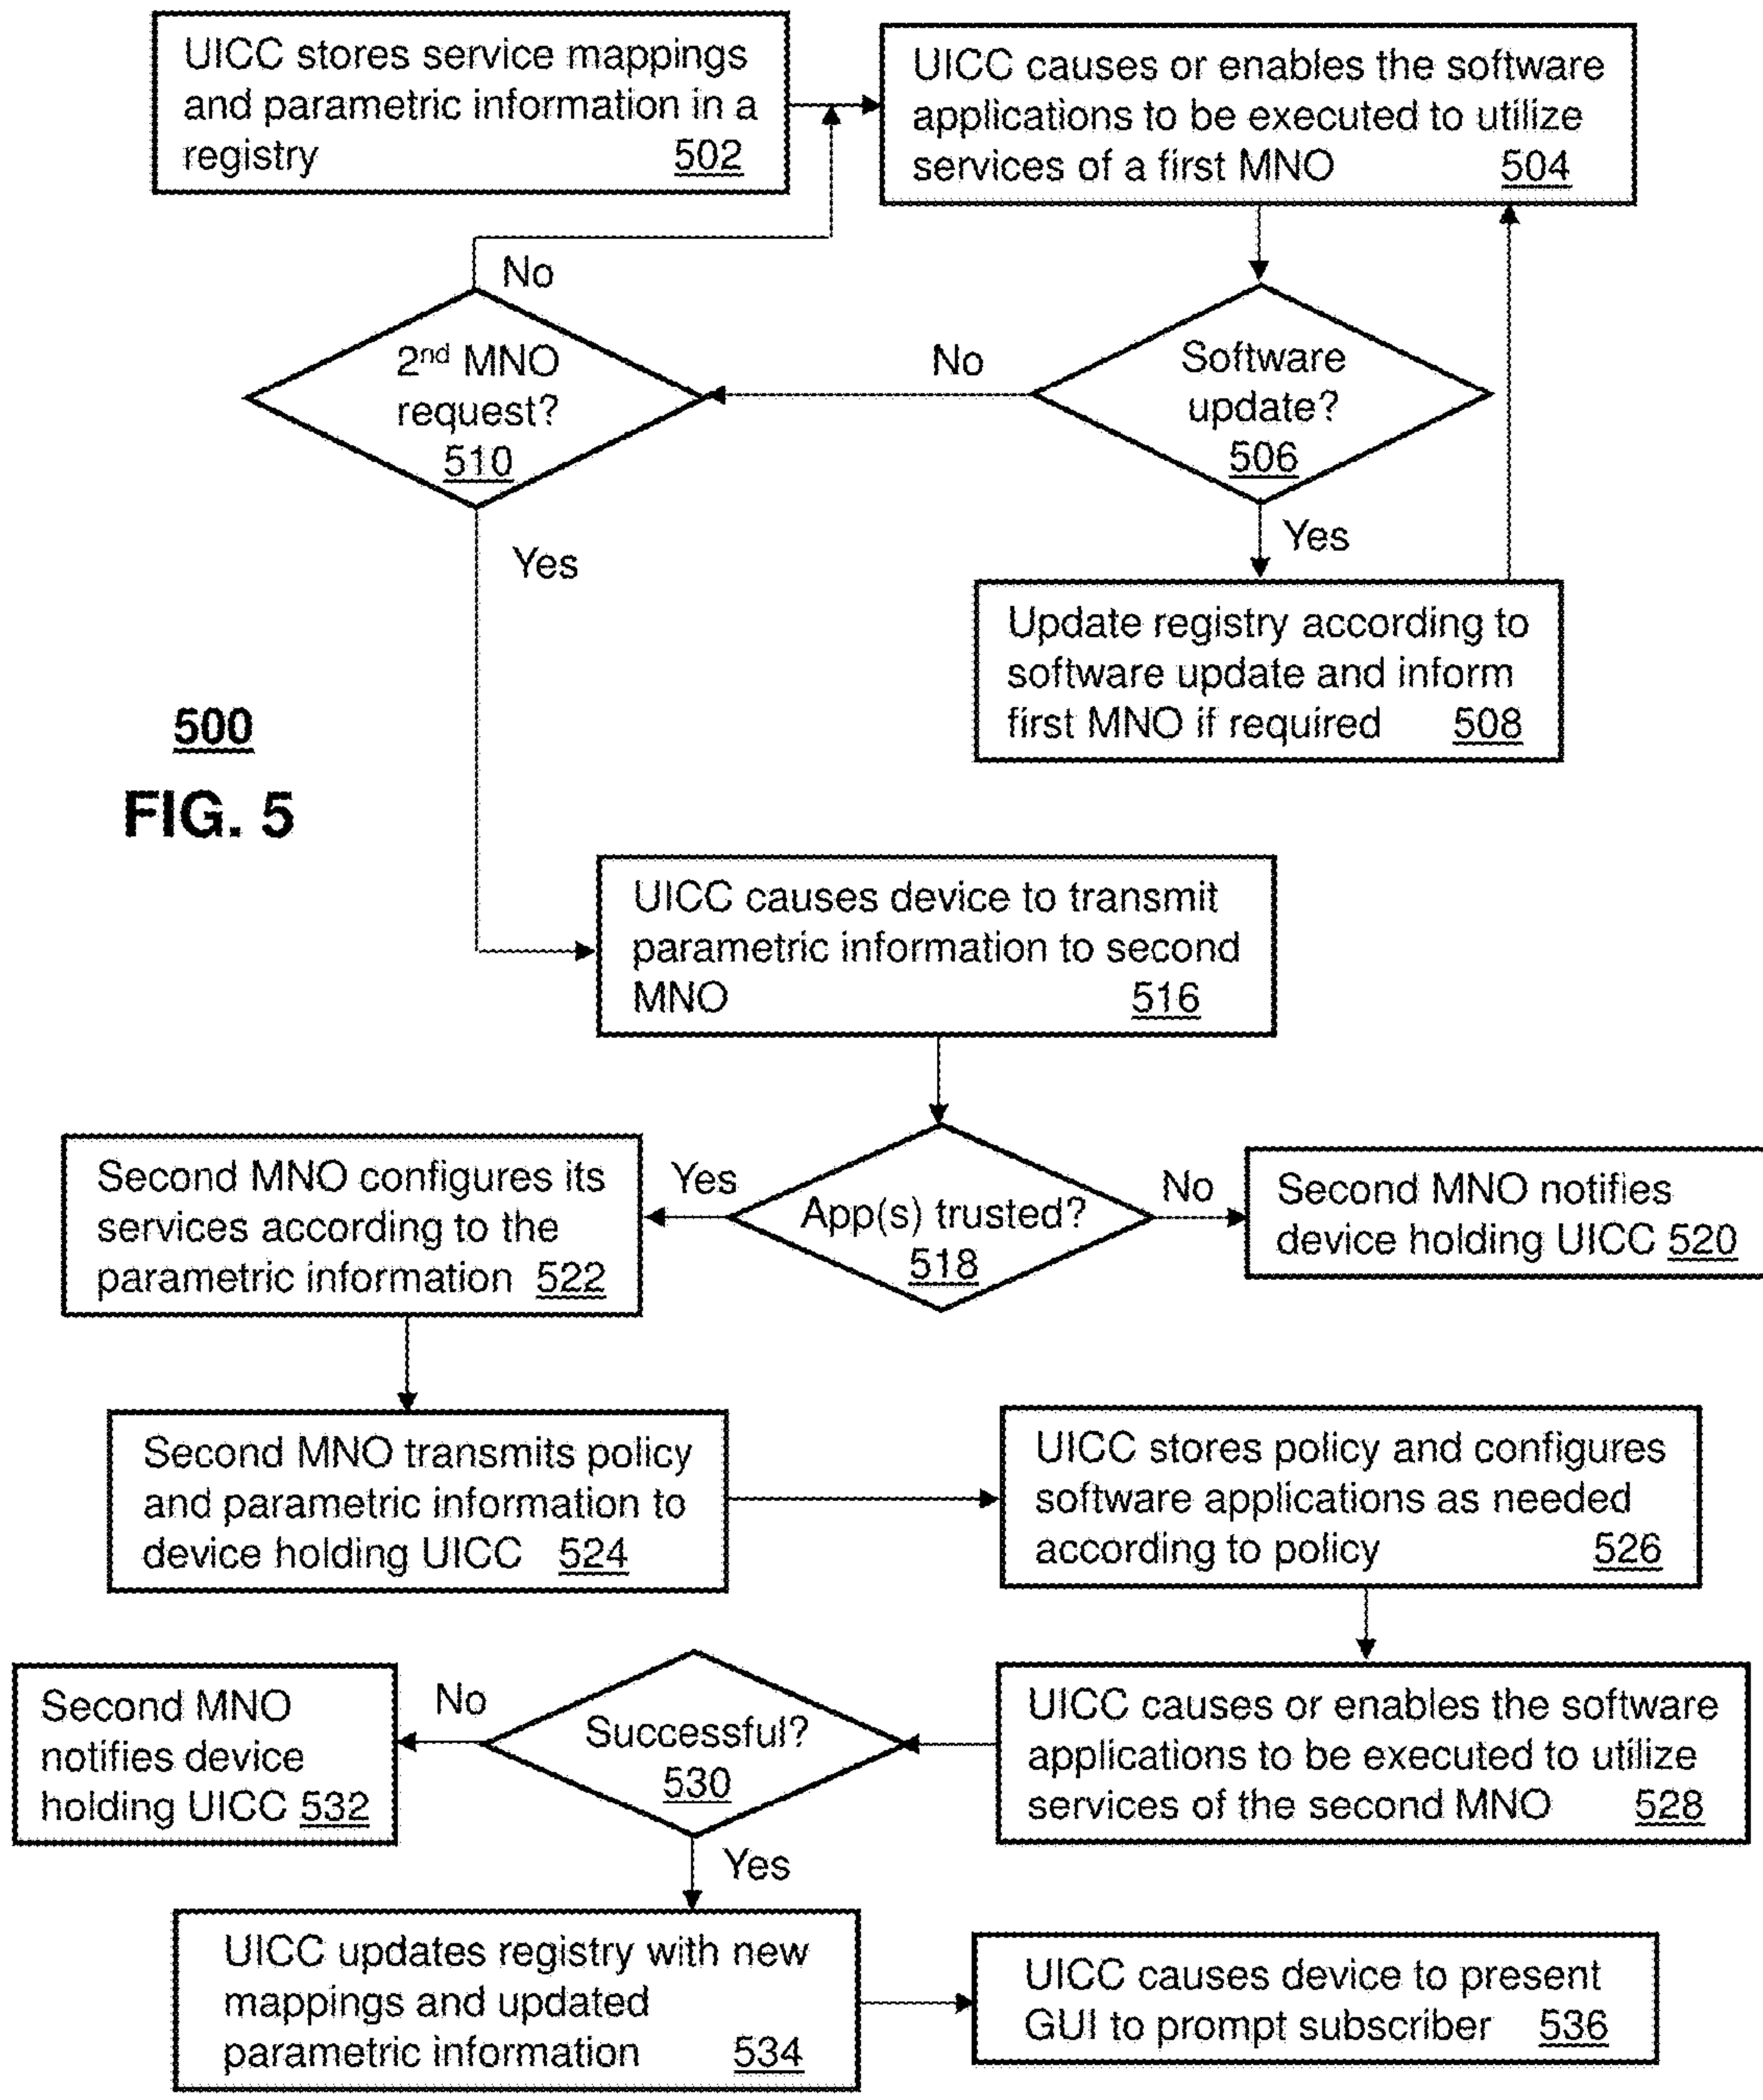 UICC stores service mappings
and parametric information in a
registry 502
UICC causes or enables the software
applications to be executed to utilize
services of a first MNO 504
No
2nd MNO
request?
510
No
Software
update?
506
Yes
Yes
Update registry according to
software update and inform
first MNO if required 508
500
FIG. 5
UICC causes device to transmit
parametric information to second
MNO 516
Second MNO configures its
services according to the
parametric information 522
Yes
App(s) trusted?
518
No
Second MNO notifies
device holding UICC 520
Second MNO transmits policy
and parametric information to
device holding UICC 524
UICC stores policy and configures
software applications as needed
according to policy 526
Second MNO
notifies device
holding UICC 532
No
Successful?
530
UICC causes or enables the software
applications to be executed to utilize
services of the second MNO 528
Yes
UICC updates registry with new
mappings and updated
parametric information 534
UICC causes device to present
GUI to prompt subscriber 536